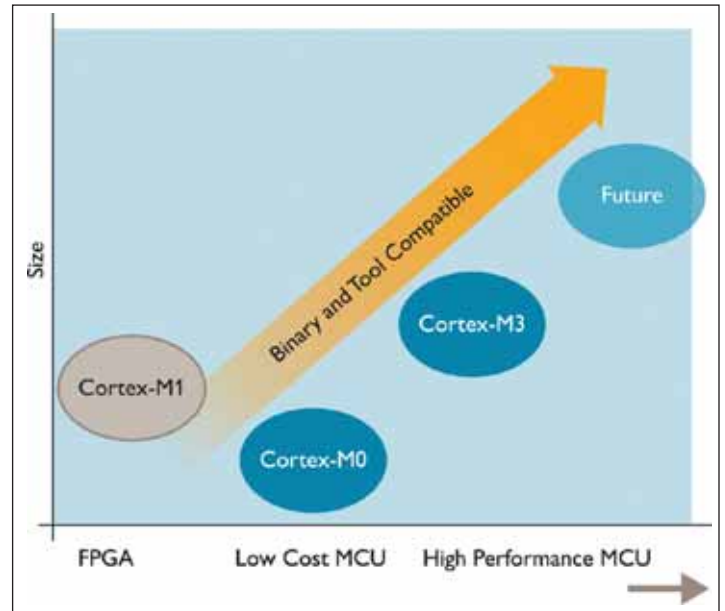 Size
Binary and Tool Compatible
Future
Cortex-M3
Cortex-M1
Cortex-M0
FPGA
Low Cost MCU
High Performance MCU